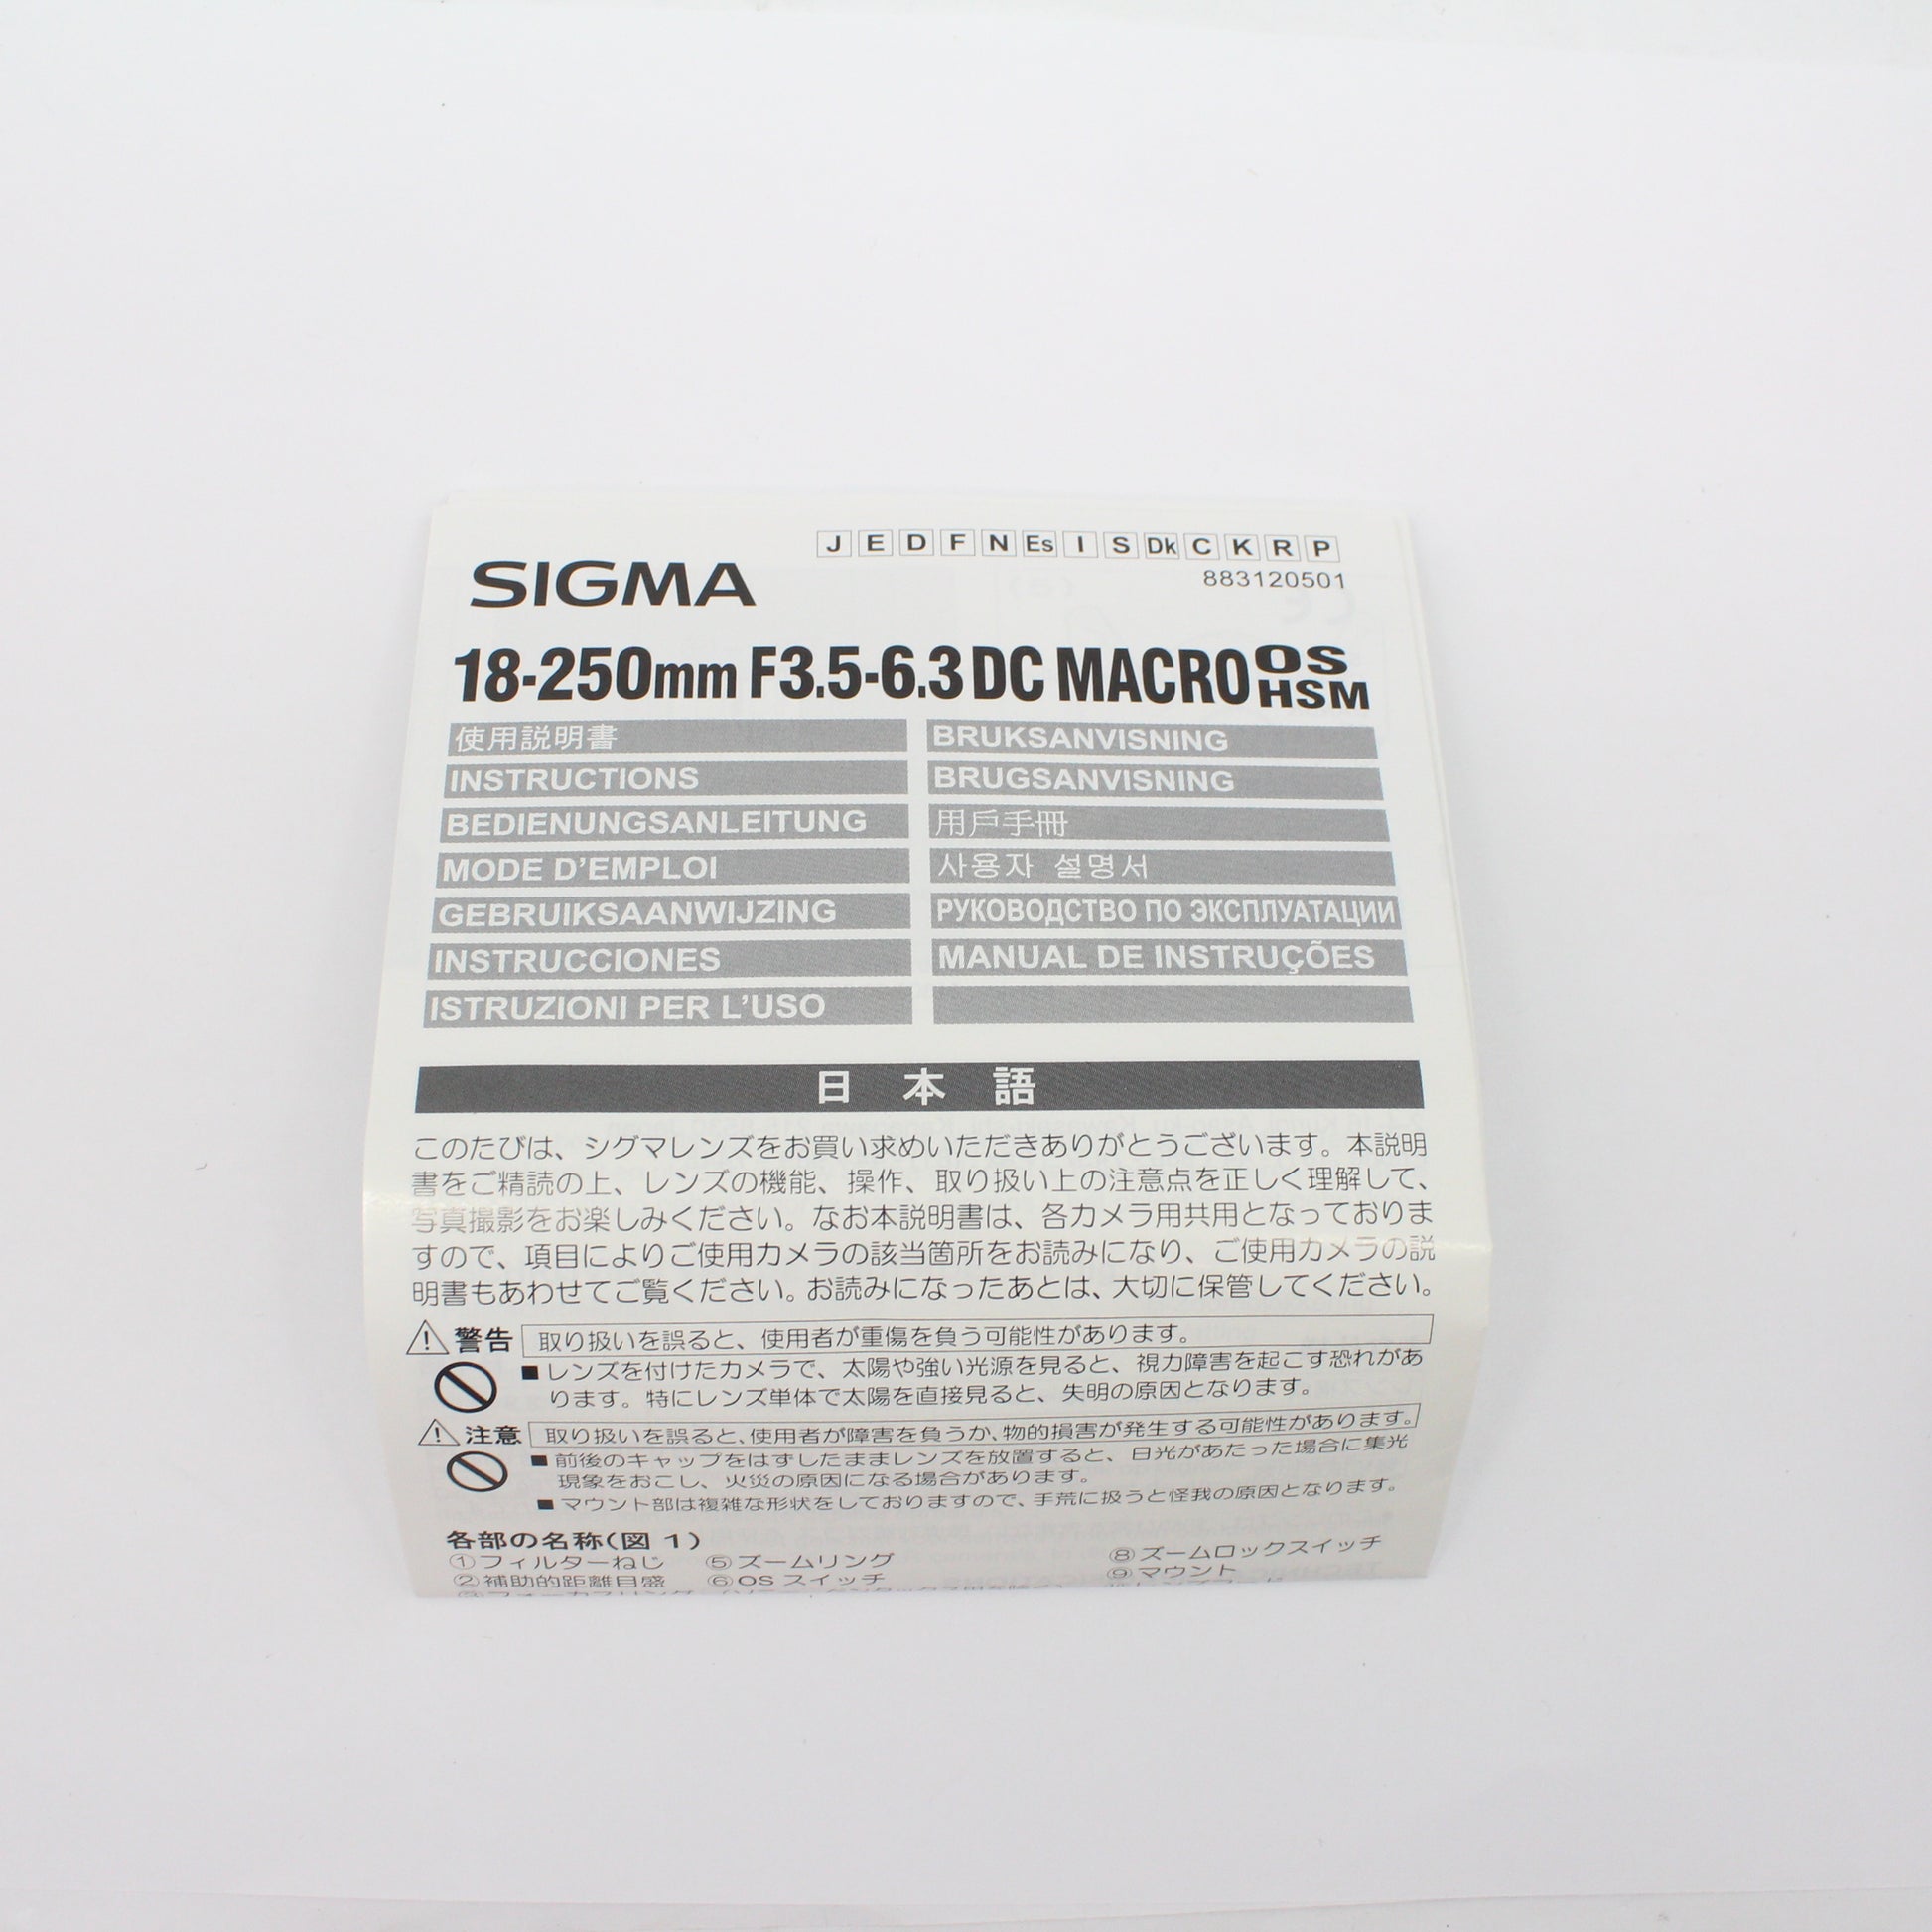 J E D F N Es I S Dk C K R P
SIGMA
883120501
18-250mm F3.5-6.3 DC MACRO OS HSM
使用説明書
INSTRUCTIONS
BEDIENUNGSANLEITUNG
MODE D'EMPLOI
GEBRUIKSAANWIJZING
INSTRUCCIONES
ISTRUZIONI PER L'USO
BRUKSANVISNING
BRUGSANVISNING
用戶手冊
사용자 설명서
РУКОВОДСТВО ПО ЭКСПЛУАТАЦИИ
MANUAL DE INSTRUÇÕES
日本語
このたびは、シグマレンズをお買い求めいただきありがとうございます。本説明
書をご精読の上、レンズの機能、操作、取り扱い上の注意点を正しく理解して、
写真撮影をお楽しみください。なお本説明書は、各カメラ用共用となっておりま
すので、項目によりご使用カメラの該当箇所をお読みになり、ご使用カメラの説
明書もあわせてご覧ください。お読みになったあとは、大切に保管してください。
警告 取り扱いを誤ると、使用者が重傷を負う可能性があります。
■レンズを付けたカメラで、太陽や強い光源を見ると、視力障害を起こす恐れがあ
ります。特にレンズ単体で太陽を直接見ると、失明の原因となります。
注意 取り扱いを誤ると、使用者が障害を負うか、物的損害が発生する可能性があります。
■前後のキャップをはずしたままレンズを放置すると、日光があたった場合に集光
現象をおこし、火災の原因になる場合があります。
■マウント部は複雑な形状をしておりますので、手荒に扱うと怪我の原因となります。
各部の名称(図 1)
①フィルターねじ ⑤ズームリング ⑧ズームロックスイッチ
②補助的距離目盛 ⑥OS スイッチ ⑨マウント